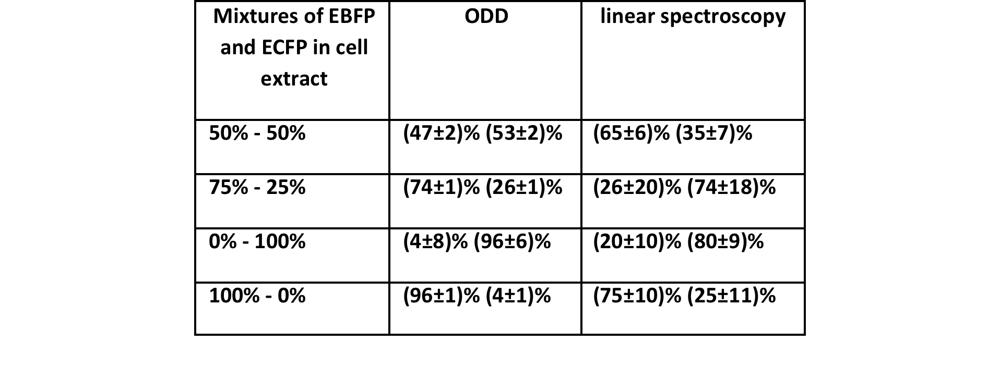 Mixtures of EBFP
and ECFP in cell
extract
ODD
linear spectroscopy
50% - 50%
(47±2)% (53±2)%
(65±6)% (35±7)%
75% - 25%
(74±1)% (26±1)%
(26±20)% (74±18)%
0% - 100%
(4±8)% (96±6)%
(20±10)% (80±9)%
100% - 0%
(96±1)% (4±1)%
(75±10)% (25±11)%